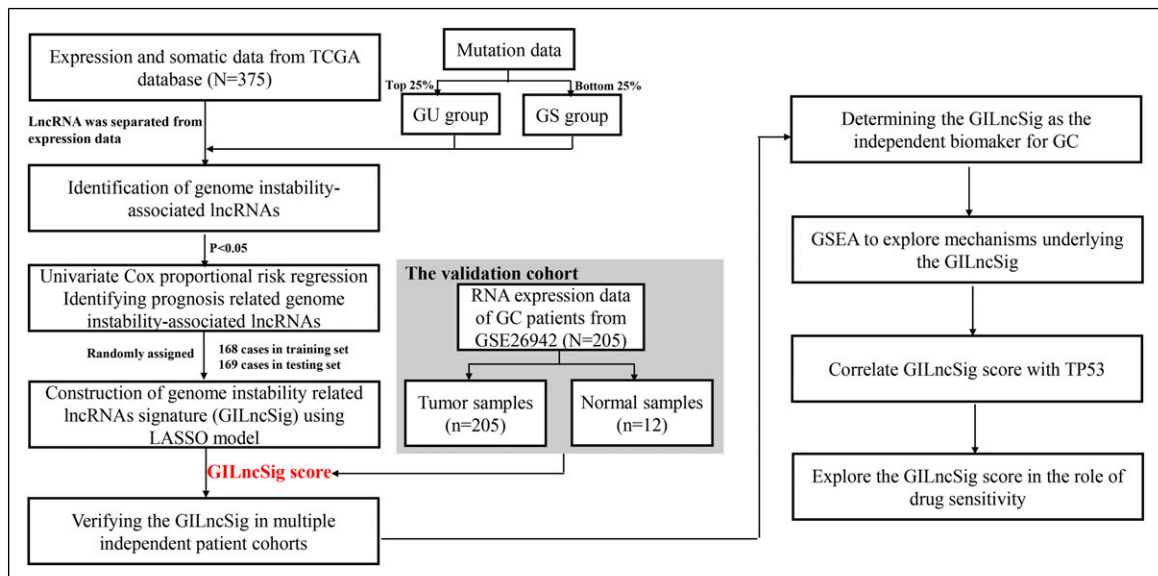 Expression and somatic data from TCGA
database (N=375)
Mutation data
Top 25%
Bottom 25%
GU group
GS group
LncRNA was separated from
expression data
Identification of genome instability-
associated lncRNAs
P<0.05
Univariate Cox proportional risk regression
Identifying prognosis related genome
instability-associated lncRNAs
Randomly assigned
168 cases in training set
169 cases in testing set
Construction of genome instability related
lncRNAs signature (GILncSig) using
LASSO model
GILncSig score
Verifying the GILncSig in multiple
independent patient cohorts
The validation cohort
RNA expression data
of GC patients from
GSE26942 (N=205)
Tumor samples
(n=205)
Normal samples
(n=12)
Determining the GILncSig as the
independent biomaker for GC
GSEA to explore mechanisms underlying
the GILncSig
Correlate GILncSig score with TP53
Explore the GILncSig score in the role of
drug sensitivity